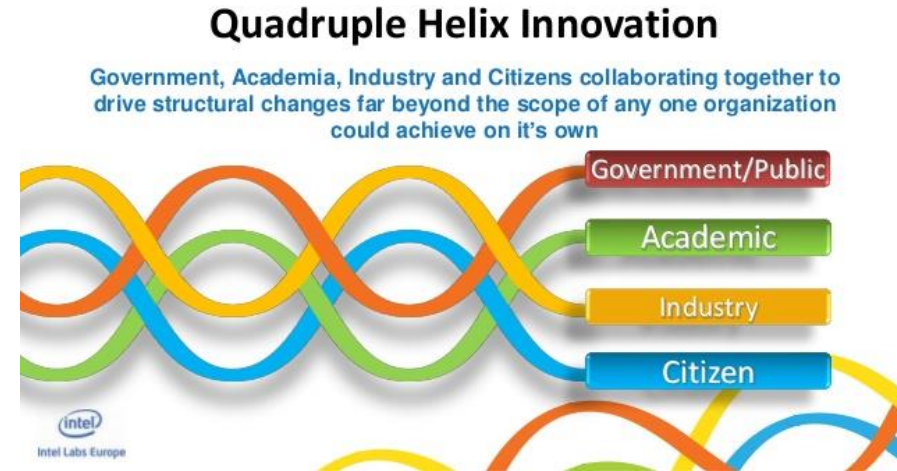 Quadruple Helix Innovation
Government, Academia, Industry and Citizens collaborating together to
drive structural changes far beyond the scope of any one organization
could achieve on it's own
Government/Public
Academic
Industry
Citizen
intel
Intel Labs Europe